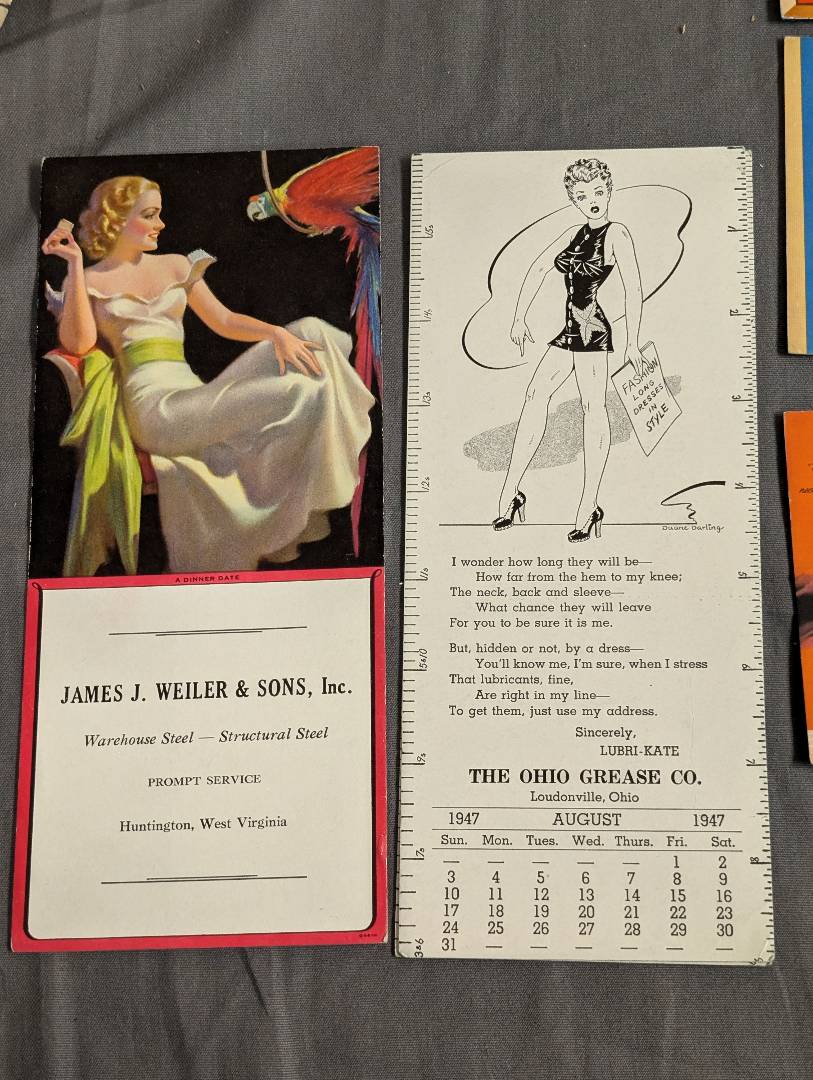 A DINNER DATE
JAMES J. WEILER & SONS, Inc.
Warehouse Steel — Structural Steel
PROMPT SERVICE
Huntington, West Virginia
FASHION
LONG
DRESSES
IN
STYLE
Duane Darling
I wonder how long they will be—
How far from the hem to my knee;
The neck, back and sleeve—
What chance they will leave
For you to be sure it is me.
But, hidden or not, by a dress—
You'll know me, I'm sure, when I stress
That lubricants, fine,
Are right in my line—
To get them, just use my address.
Sincerely,
LUBRI-KATE
THE OHIO GREASE CO.
Loudonville, Ohio
1947 AUGUST 1947
Sun. Mon. Tues. Wed. Thurs. Fri. Sat.
— — — — — 1 2
3 4 5 6 7 8 9
10 11 12 13 14 15 16
17 18 19 20 21 22 23
24 25 26 27 28 29 30
31 — — — — — —